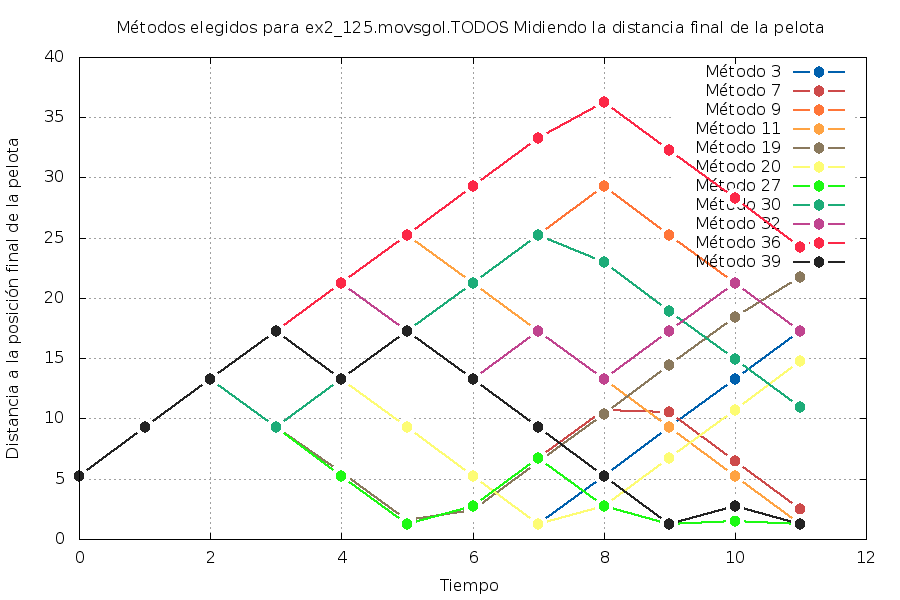 Métodos elegidos para ex2_125.movsgol.TODOS Midiendo la distancia final de la pelota
40
35
30
25
20
15
10
5
0
0 2 4 6 8 10 12
Distancia a la posición final de la pelota
Tiempo
Método 3
Método 7
Método 9
Método 11
Método 19
Método 20
Método 27
Método 30
Método 32
Método 36
Método 39